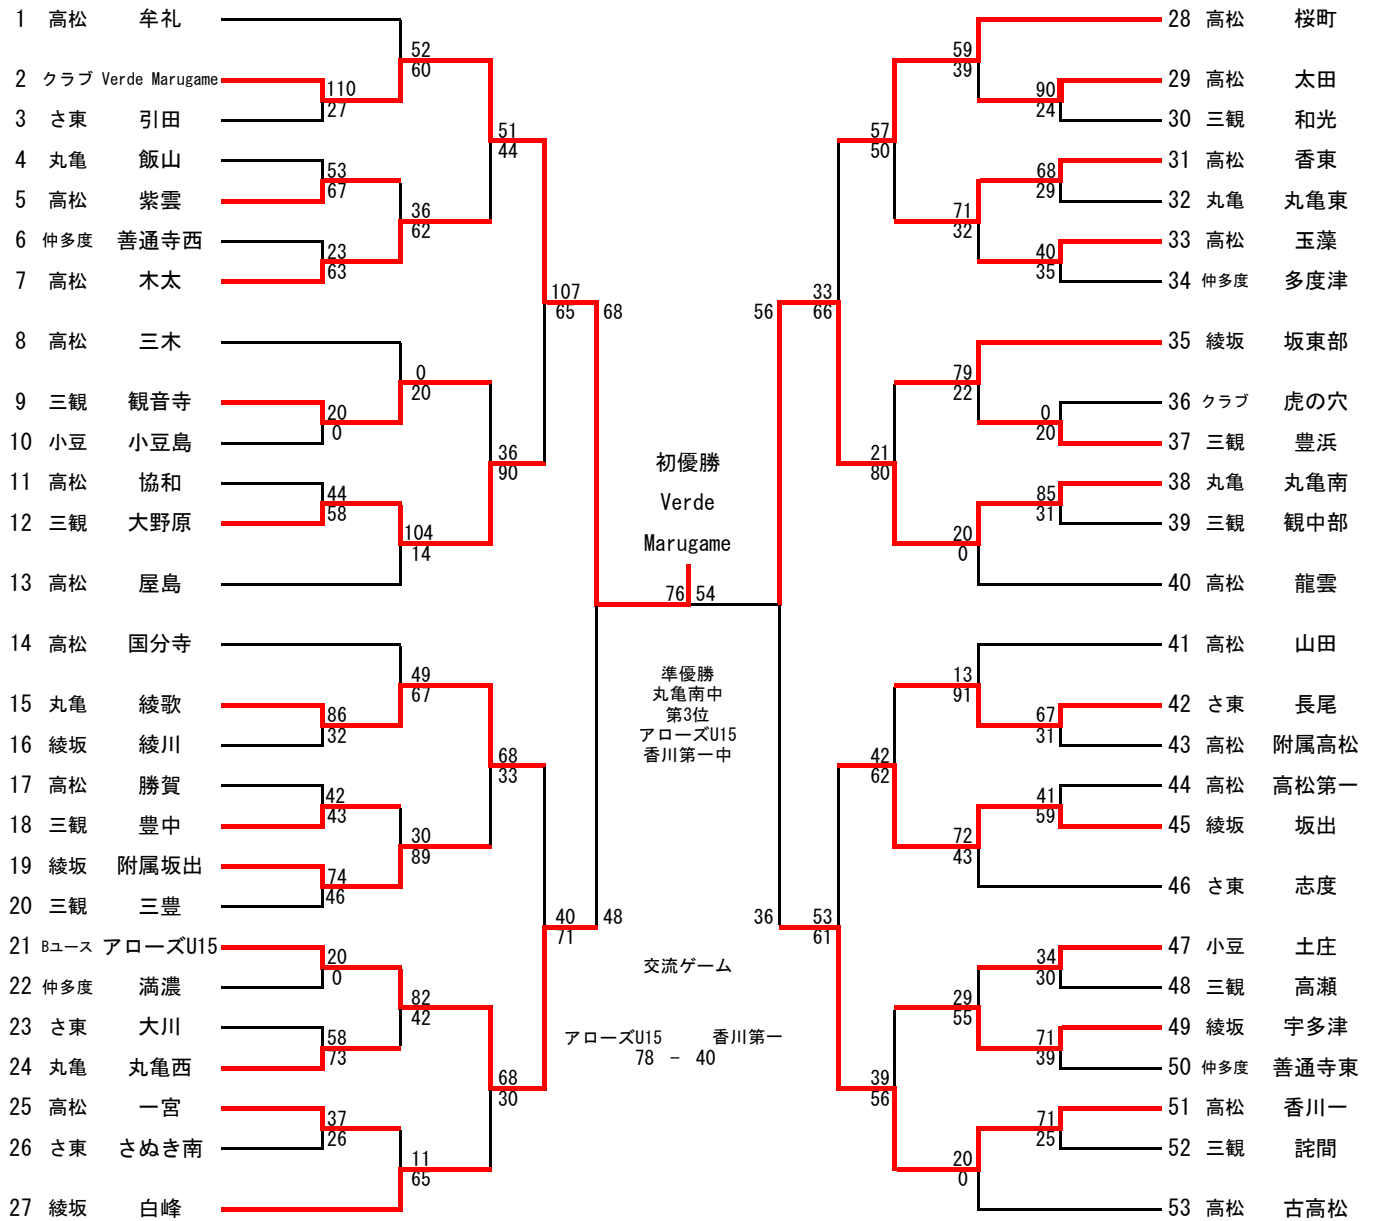 1 高松 牟礼
2 クラブ Verde Marugame
3 さ東 引田
4 丸亀 飯山
5 高松 紫雲
6 仲多度 善通寺西
7 高松 木太
8 高松 三木
9 三観 観音寺
10 小豆 小豆島
11 高松 協和
12 三観 大野原
13 高松 屋島
14 高松 国分寺
15 丸亀 綾歌
16 綾坂 綾川
17 高松 勝賀
18 三観 豊中
19 綾坂 附属坂出
20 三観 三豊
21 Bユース アローズU15
22 仲多度 満濃
23 さ東 大川
24 丸亀 丸亀西
25 高松 一宮
26 さ東 さぬき南
27 綾坂 白峰
110
27
53
67
23
63
20
0
44
58
86
32
42
43
74
46
20
0
58
73
37
26
52
60
36
62
0
20
104
14
49
67
30
89
82
42
11
65
51
44
36
90
68
33
68
30
107
65
40
71
68
48
初優勝
Verde
Marugame
76 54
準優勝
丸亀南中
第3位
アローズU15
香川第一中
交流ゲーム
アローズU15 香川第一
78 - 40
56
36
33
66
53
61
57
50
21
80
42
62
39
56
59
39
71
32
79
22
20
0
13
91
72
43
29
55
20
0
90
24
68
29
40
35
0
20
85
31
67
31
41
59
34
30
71
39
71
25
28 高松 桜町
29 高松 太田
30 三観 和光
31 高松 香東
32 丸亀 丸亀東
33 高松 玉藻
34 仲多度 多度津
35 綾坂 坂東部
36 クラブ 虎の穴
37 三観 豊浜
38 丸亀 丸亀南
39 三観 観中部
40 高松 龍雲
41 高松 山田
42 さ東 長尾
43 高松 附属高松
44 高松 高松第一
45 綾坂 坂出
46 さ東 志度
47 小豆 土庄
48 三観 高瀬
49 綾坂 宇多津
50 仲多度 善通寺東
51 高松 香川一
52 三観 詫間
53 高松 古高松